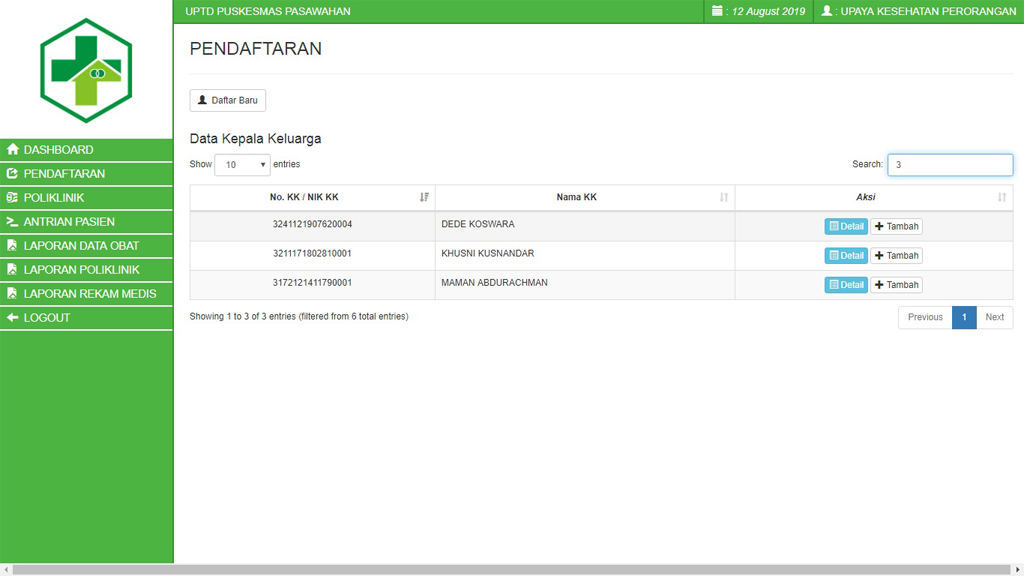 UPTD PUSKESMAS PASAWAHAN : 12 August 2019 : UPAYA KESEHATAN PERORANGAN
DASHBOARD
PENDAFTARAN
POLIKLINIK
ANTRIAN PASIEN
LAPORAN DATA OBAT
LAPORAN POLIKLINIK
LAPORAN REKAM MEDIS
LOGOUT
PENDAFTARAN
Daftar Baru
Data Kepala Keluarga
Show 10 entries Search: 3
No. KK / NIK KK Nama KK Aksi
3241121907620004 DEDE KOSWARA Detail Tambah
3211171802810001 KHUSNI KUSNANDAR Detail Tambah
3172121411790001 MAMAN ABDURACHMAN Detail Tambah
Showing 1 to 3 of 3 entries (filtered from 6 total entries) Previous 1 Next